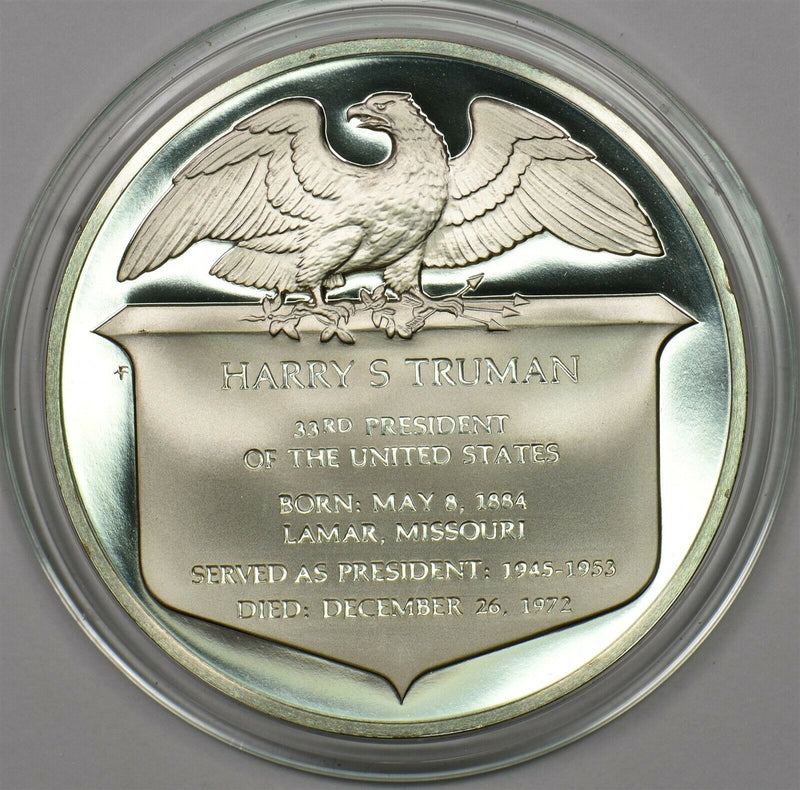 HARRY S TRUMAN
33RD PRESIDENT
OF THE UNITED STATES
BORN: MAY 8, 1884
LAMAR, MISSOURI
SERVED AS PRESIDENT: 1945-1953
DIED: DECEMBER 26, 1972